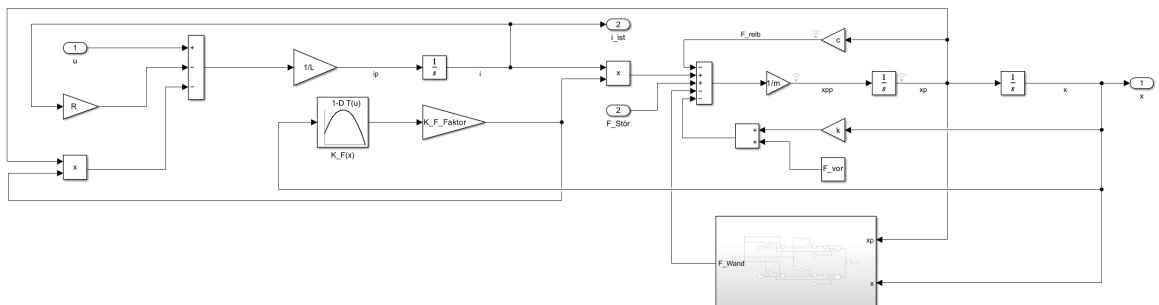 1
u
R
x
+
−
−
1/L
ip
1
s
i
2
i_ist
1-D T(u)
K_F(x)
K_F_Faktor
x
2
F_Stör
F_reib
c
−
+
+
−
−
1/m
xpp
1
s
xp
1
s
x
1
x
+
+
k
F_vor
F_Wand
xp
x